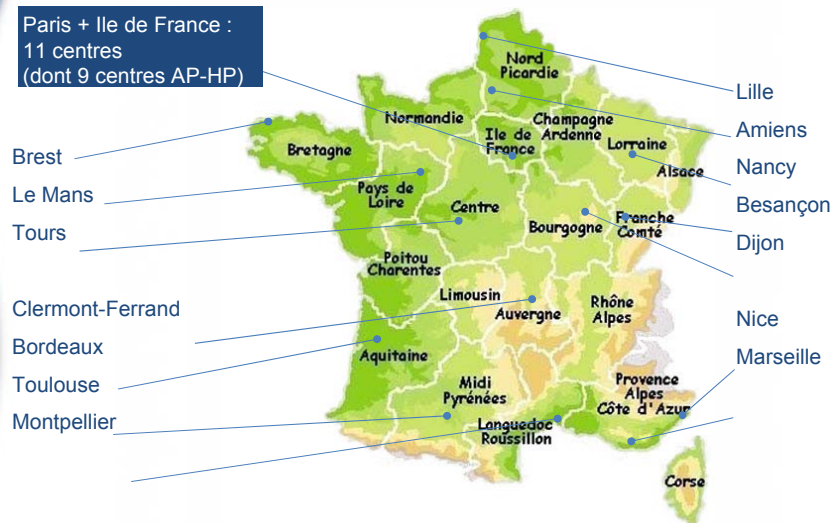 Paris + Ile de France :
11 centres
(dont 9 centres AP-HP)
Brest
Le Mans
Tours
Clermont-Ferrand
Bordeaux
Toulouse
Montpellier
Nord
Picardie
Normandie
Champagne
Ardenne
Ile de
France
Lorraine
Alsace
Bretagne
Pays de
Loire
Centre
Bourgogne
Franche
Comté
Poitou
Charentes
Limousin
Auvergne
Rhône
Alpes
Aquitaine
Midi
Pyrénées
Languedoc
Roussillon
Provence
Alpes
Côte d'Azur
Corse
Lille
Amiens
Nancy
Besançon
Dijon
Nice
Marseille